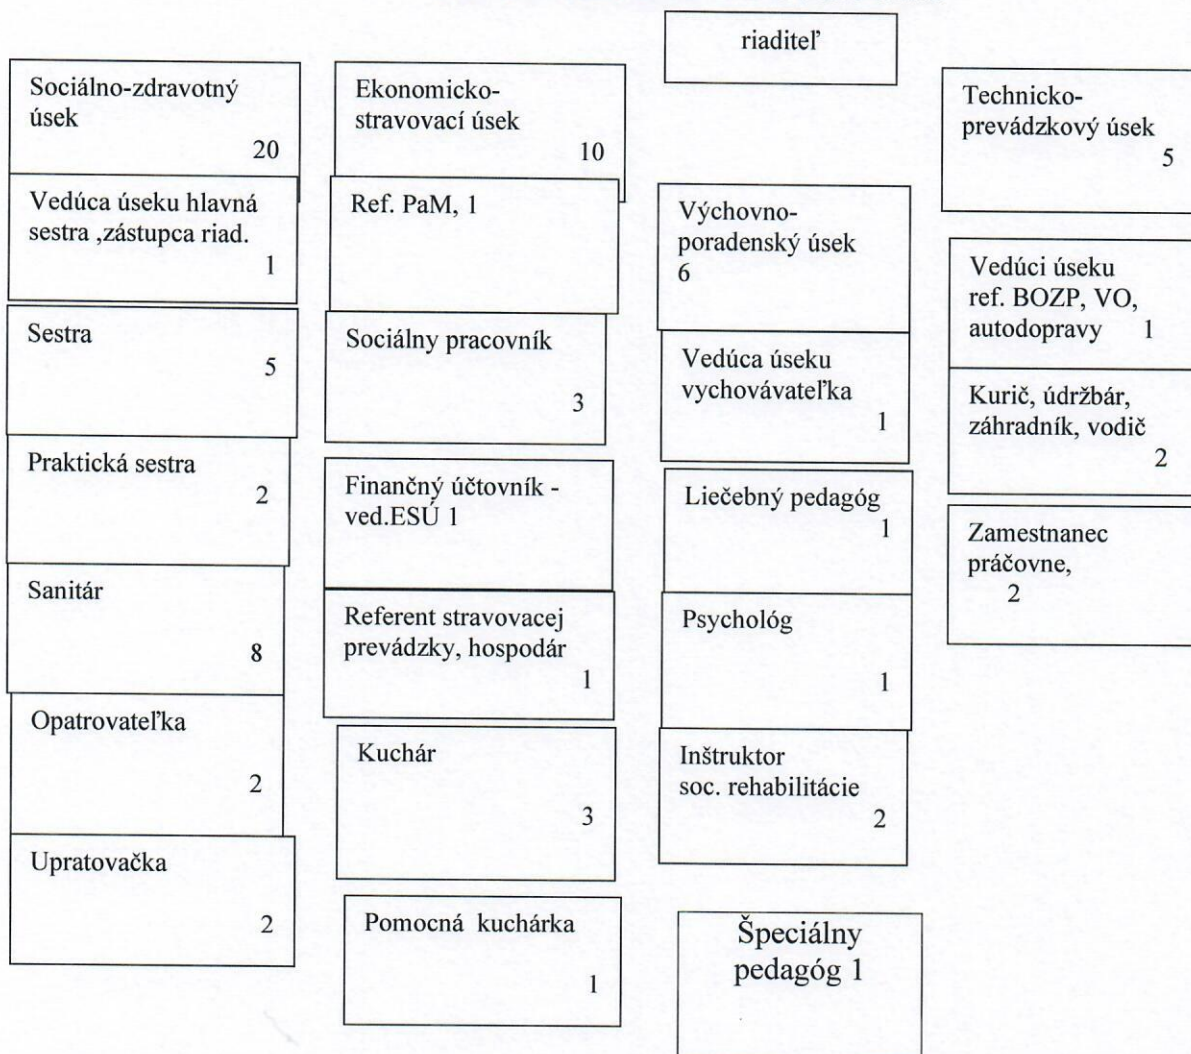 riaditeľ
Sociálno-zdravotný
úsek
20
Vedúca úseku hlavná
sestra ,zástupca riad.
1
Sestra
5
Praktická sestra
2
Sanitár
8
Opatrovateľka
2
Upratovačka
2
Ekonomicko-
stravovací úsek
10
Ref. PaM, 1
Sociálny pracovník
3
Finančný účtovník -
ved.ESÚ 1
Referent stravovacej
prevádzky, hospodár
1
Kuchár
3
Pomocná kuchárka
1
Výchovno-
poradenský úsek
6
Vedúca úseku
vychovávateľka
1
Liečebný pedagóg
1
Psychológ
1
Inštruktor
soc. rehabilitácie
2
Špeciálny
pedagóg 1
Technicko-
prevádzkový úsek
5
Vedúci úseku
ref. BOZP, VO,
autodopravy 1
Kurič, údržbár,
záhradník, vodič
2
Zamestnanec
práčovne,
2